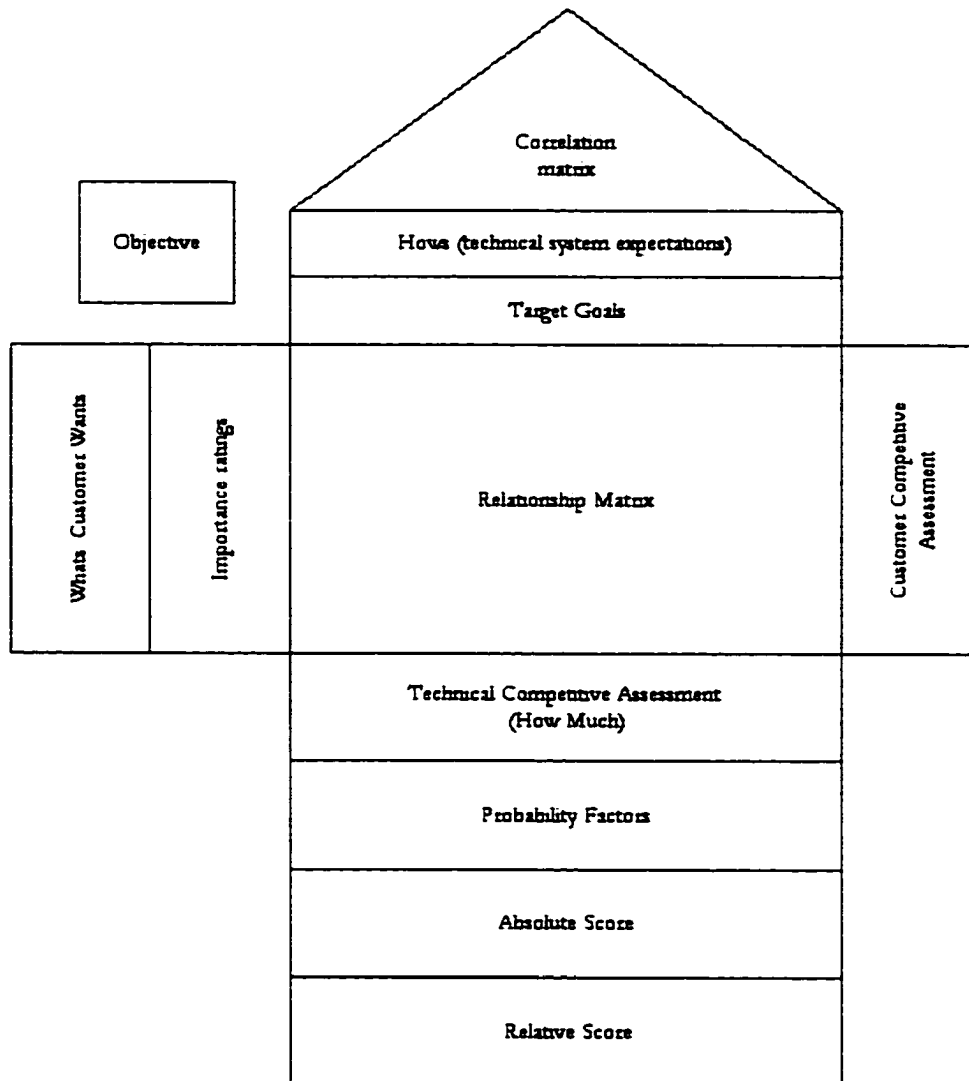 Correlation
matrix
Objective
Hows (technical system expectations)
Target Goals
Whats Customer Wants
Importance ratings
Relationship Matrix
Customer Competitive
Assessment
Technical Competitive Assessment
(How Much)
Probability Factors
Absolute Score
Relative Score